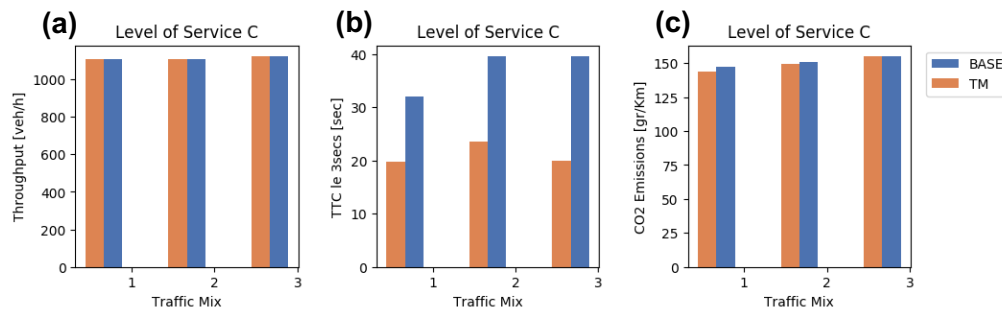 (a)
Level of Service C
Throughput [veh/h]
1000
800
600
400
200
0
1 2 3
Traffic Mix
(b)
Level of Service C
TTC le 3secs [sec]
40
30
20
10
0
1 2 3
Traffic Mix
(c)
Level of Service C
CO2 Emissions [gr/Km]
150
125
100
75
50
25
0
1 2 3
Traffic Mix
BASE
TM